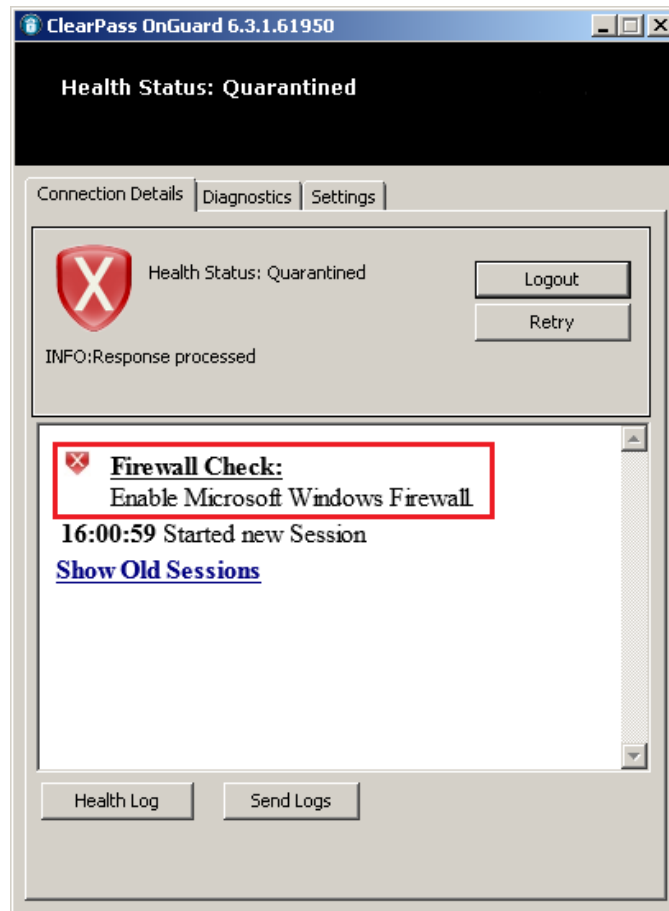 ClearPass OnGuard 6.3.1.61950
Health Status: Quarantined
Connection Details Diagnostics Settings
Health Status: Quarantined
Logout
Retry
INFO:Response processed
Firewall Check:
Enable Microsoft Windows Firewall.
16:00:59 Started new Session
Show Old Sessions
Health Log Send Logs